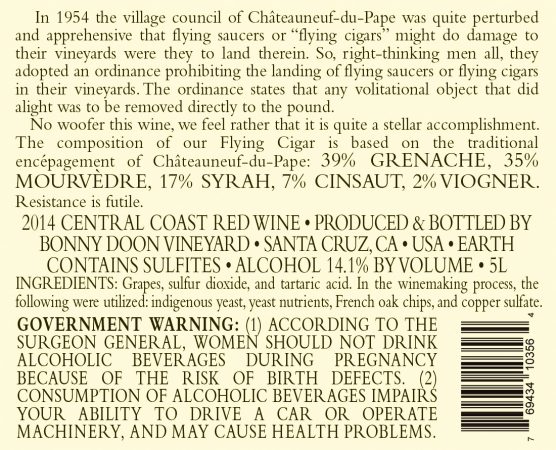 In 1954 the village council of Châteauneuf-du-Pape was quite perturbed
and apprehensive that flying saucers or “flying cigars” might do damage to
their vineyards were they to land therein. So, right-thinking men all, they
adopted an ordinance prohibiting the landing of flying saucers or flying cigars
in their vineyards. The ordinance states that any volitational object that did
alight was to be removed directly to the pound.
No woofer this wine, we feel rather that it is quite a stellar accomplishment.
The composition of our Flying Cigar is based on the traditional
encépagement of Châteauneuf-du-Pape: 39% GRENACHE, 35%
MOURVÈDRE, 17% SYRAH, 7% CINSAUT, 2% VIOGNER.
Resistance is futile.
2014 CENTRAL COAST RED WINE • PRODUCED & BOTTLED BY
BONNY DOON VINEYARD • SANTA CRUZ, CA • USA • EARTH
CONTAINS SULFITES • ALCOHOL 14.1% BY VOLUME • 5L
INGREDIENTS: Grapes, sulfur dioxide, and tartaric acid. In the winemaking process, the
following were utilized: indigenous yeast, yeast nutrients, French oak chips, and copper sulfate.
GOVERNMENT WARNING: (1) ACCORDING TO THE
SURGEON GENERAL, WOMEN SHOULD NOT DRINK
ALCOHOLIC BEVERAGES DURING PREGNANCY
BECAUSE OF THE RISK OF BIRTH DEFECTS. (2)
CONSUMPTION OF ALCOHOLIC BEVERAGES IMPAIRS
YOUR ABILITY TO DRIVE A CAR OR OPERATE
MACHINERY, AND MAY CAUSE HEALTH PROBLEMS.
7 69434 10356 4